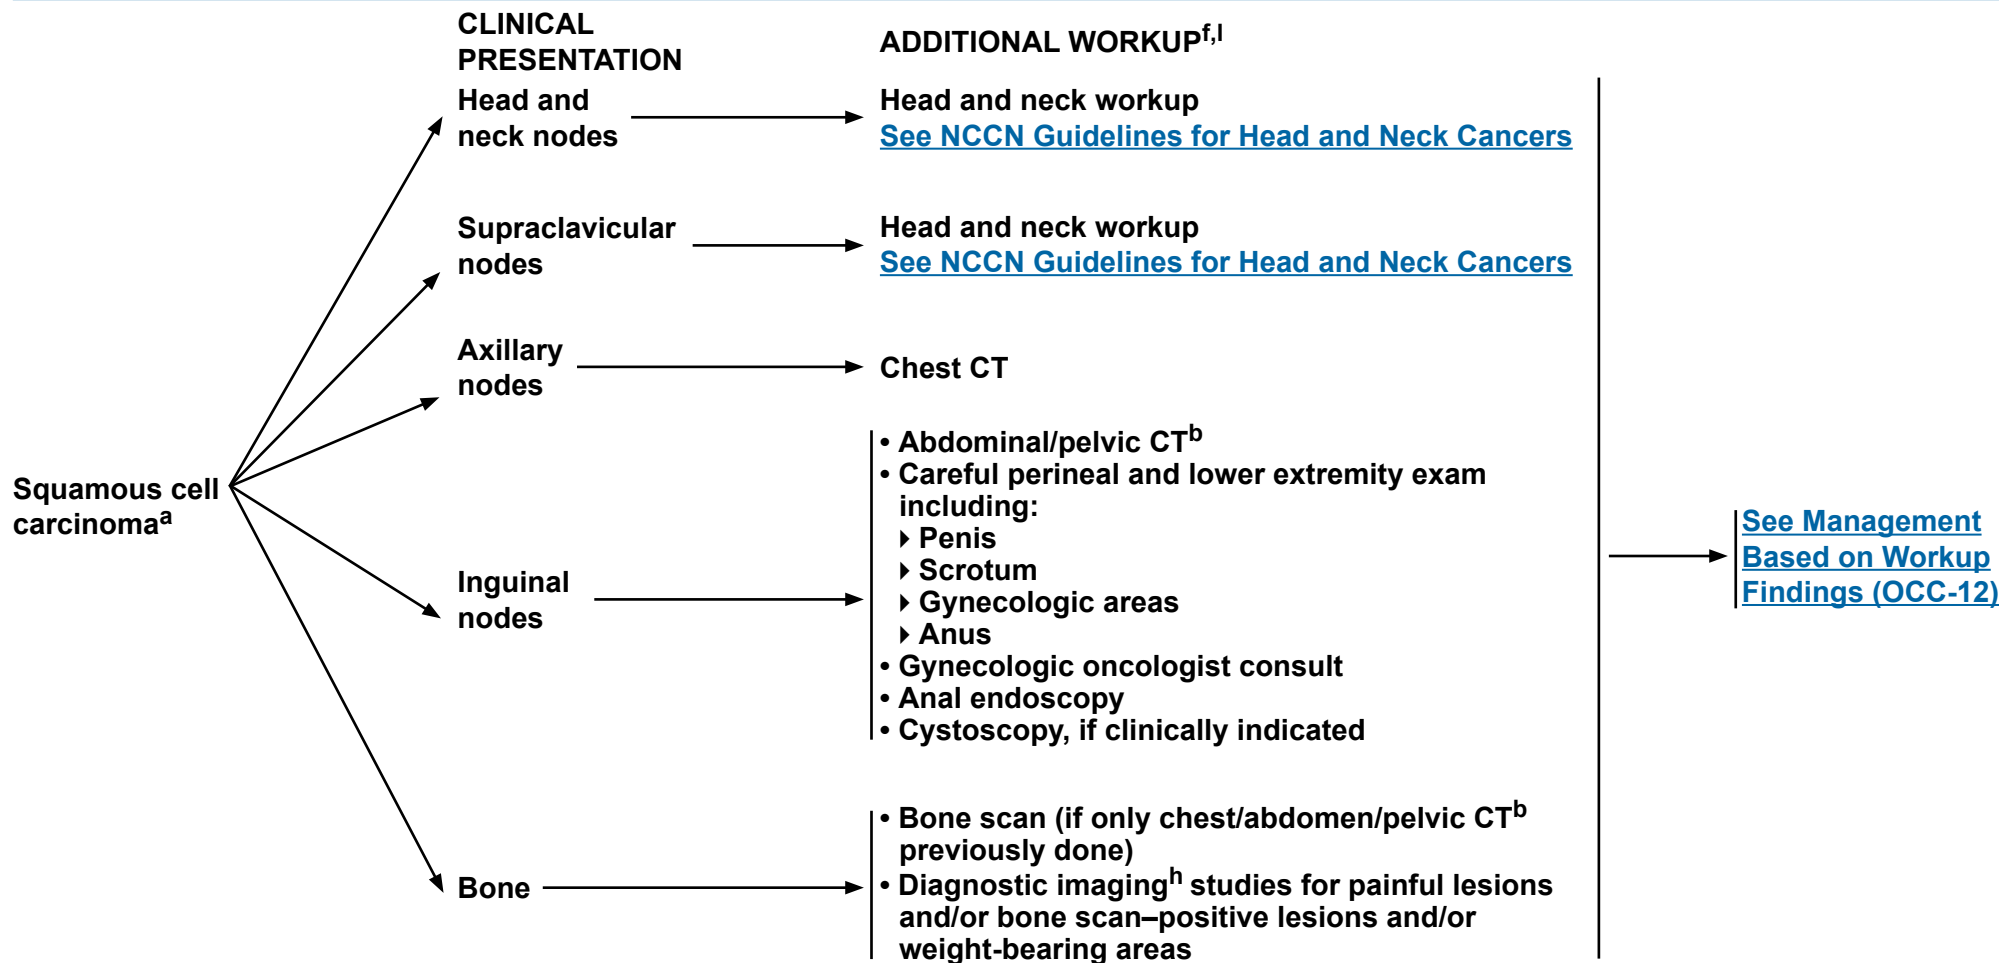 CLINICAL
PRESENTATION
ADDITIONAL WORKUPf,l
Head and
neck nodes
Head and neck workup
See NCCN Guidelines for Head and Neck Cancers
Supraclavicular
nodes
Head and neck workup
See NCCN Guidelines for Head and Neck Cancers
Axillary
nodes
Chest CT
Squamous cell
carcinomaa
Inguinal
nodes
• Abdominal/pelvic CTb
• Careful perineal and lower extremity exam
including:
Penis
Scrotum
Gynecologic areas
Anus
• Gynecologic oncologist consult
• Anal endoscopy
• Cystoscopy, if clinically indicated
Bone
• Bone scan (if only chest/abdomen/pelvic CTb
previously done)
• Diagnostic imagingh studies for painful lesions
and/or bone scan–positive lesions and/or
weight-bearing areas
See Management
Based on Workup
Findings (OCC-12)